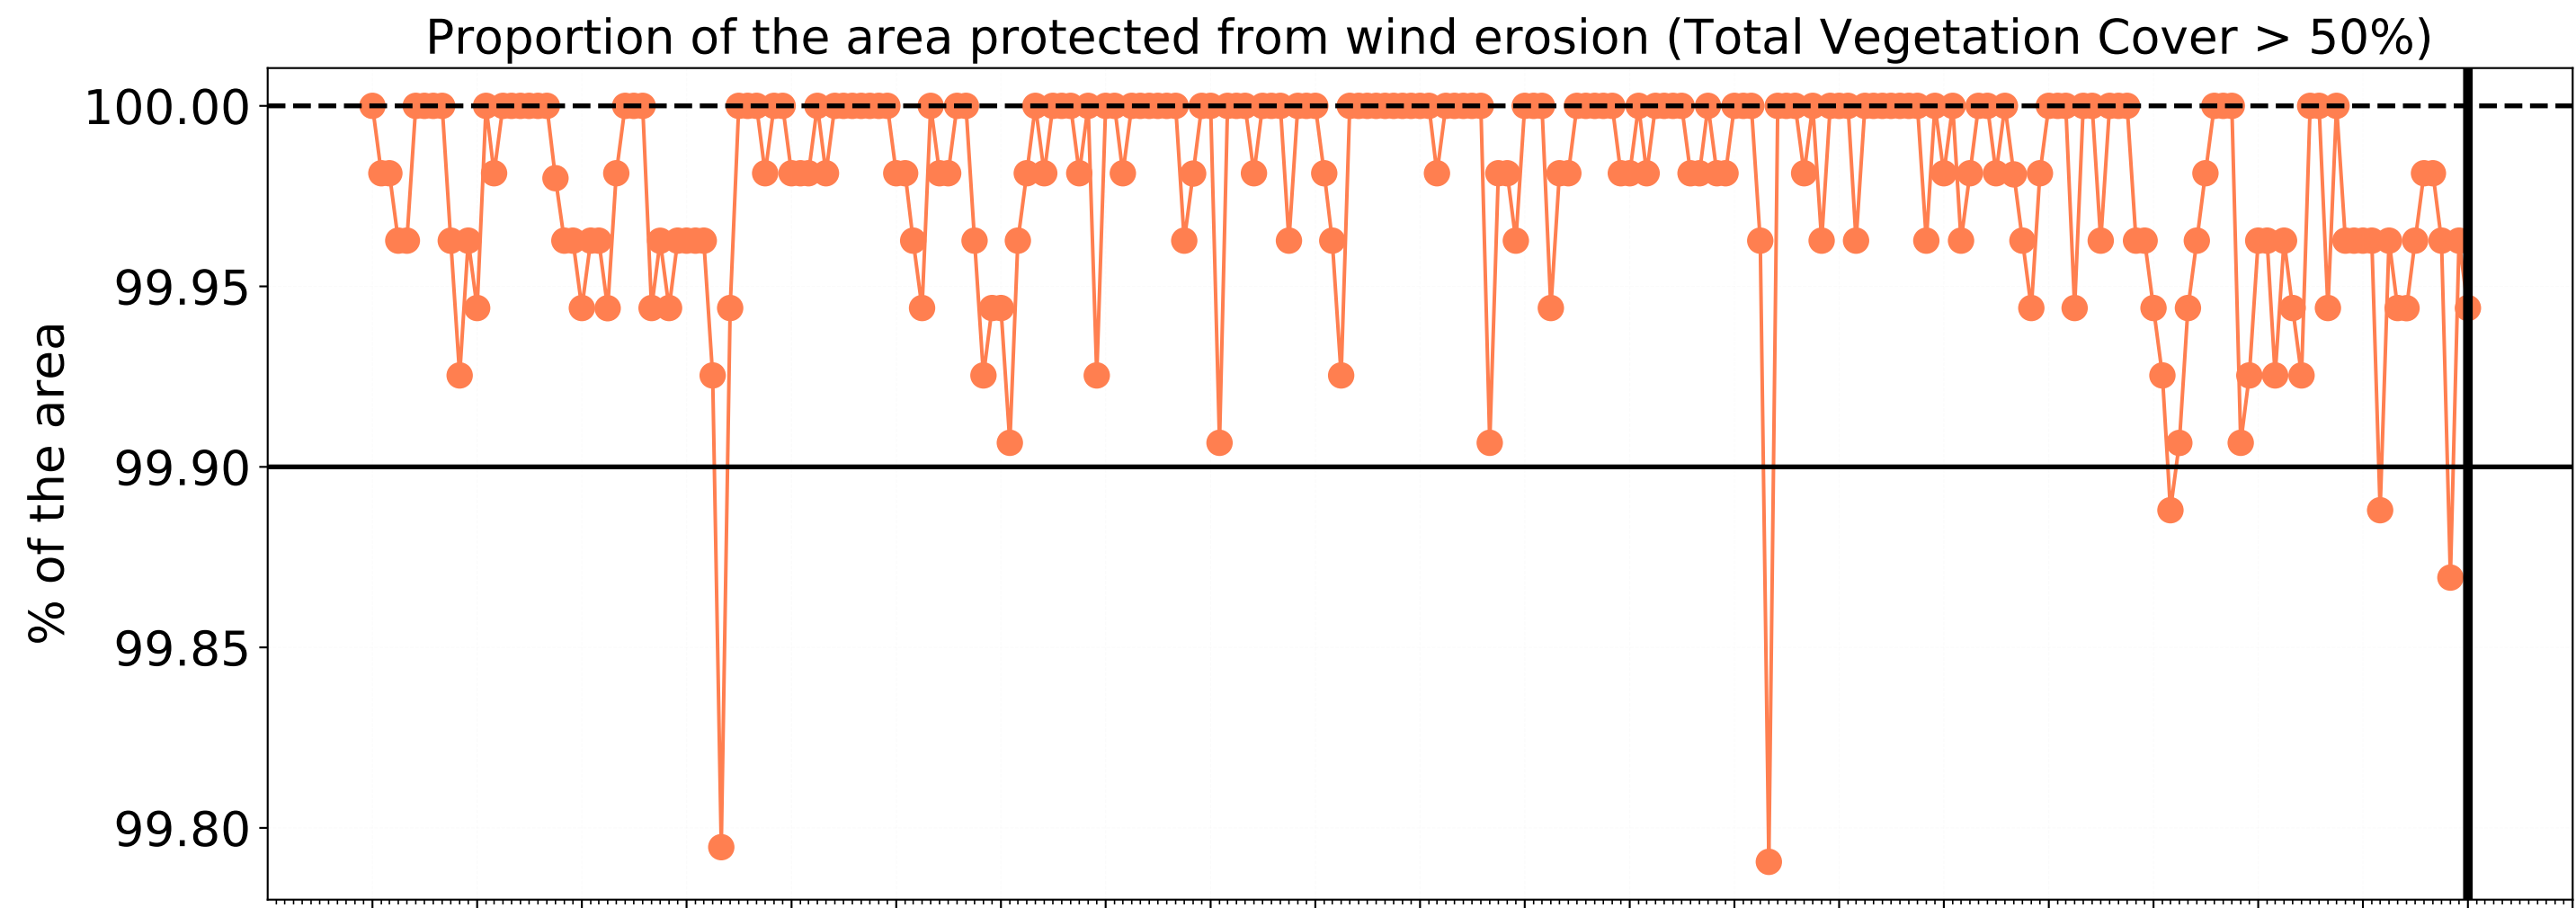 Proportion of the area protected from wind erosion (Total Vegetation Cover > 50%)
% of the area
100.00
99.95
99.90
99.85
99.80